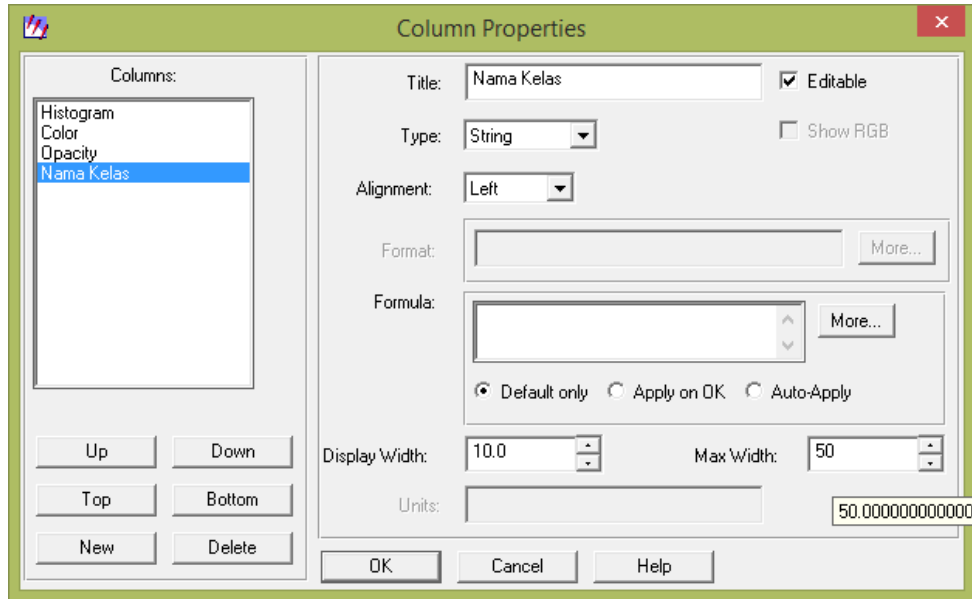 Column Properties
Columns:
Histogram
Color
Opacity
Nama Kelas
Up
Down
Top
Bottom
New
Delete
Title:
Nama Kelas
Editable
Type:
String
Show RGB
Alignment:
Left
Format:
More...
Formula:
More...
Default only
Apply on OK
Auto-Apply
Display Width:
10.0
Max Width:
50
Units:
50.000000000000
OK
Cancel
Help